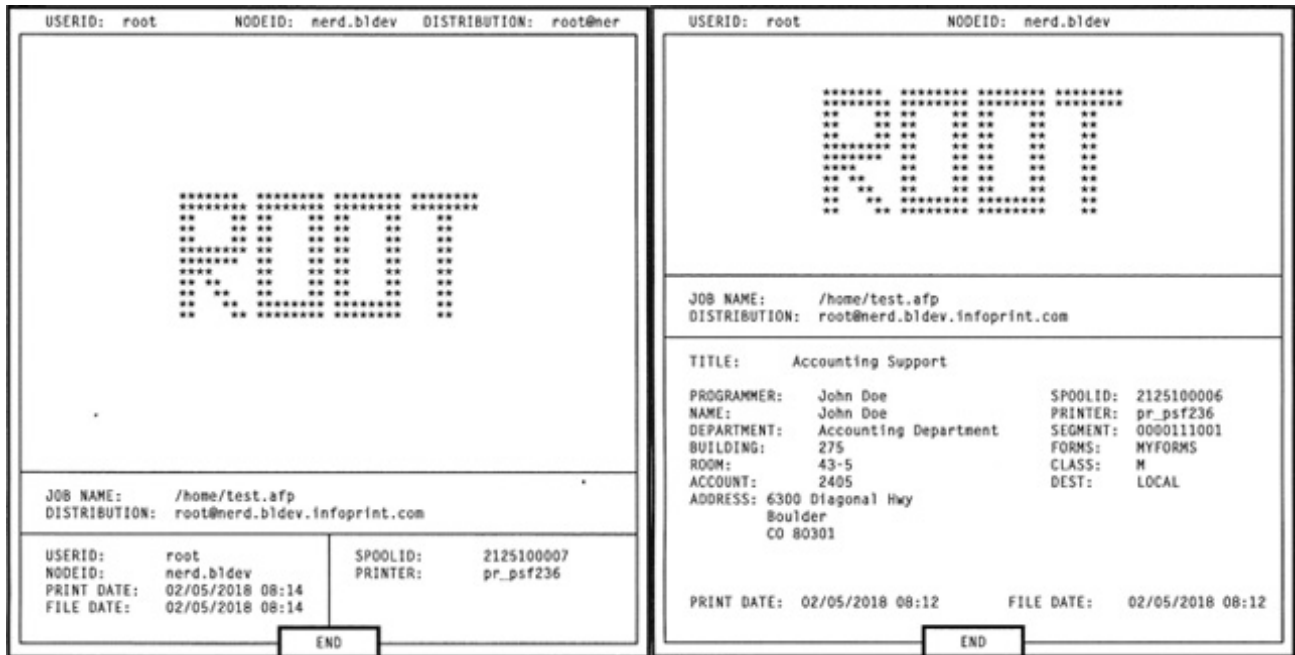 USERID: root NODEID: nerd.bldev DISTRIBUTION: root@ner
ROOT
JOB NAME: /home/test.afp
DISTRIBUTION: root@nerd.bldev.infoprint.com
USERID: root SPOOLID: 2125100007
NODEID: nerd.bldev PRINTER: pr_psf236
PRINT DATE: 02/05/2018 08:14
FILE DATE: 02/05/2018 08:14
END
USERID: root NODEID: nerd.bldev
ROOT
JOB NAME: /home/test.afp
DISTRIBUTION: root@nerd.bldev.infoprint.com
TITLE: Accounting Support
PROGRAMMER: John Doe SPOOLID: 2125100006
NAME: John Doe PRINTER: pr_psf236
DEPARTMENT: Accounting Department SEGMENT: 0000111001
BUILDING: 275 FORMS: MYFORMS
ROOM: 43-5 CLASS: M
ACCOUNT: 2405 DEST: LOCAL
ADDRESS: 6300 Diagonal Hwy
Boulder
CO 80301
PRINT DATE: 02/05/2018 08:12 FILE DATE: 02/05/2018 08:12
END